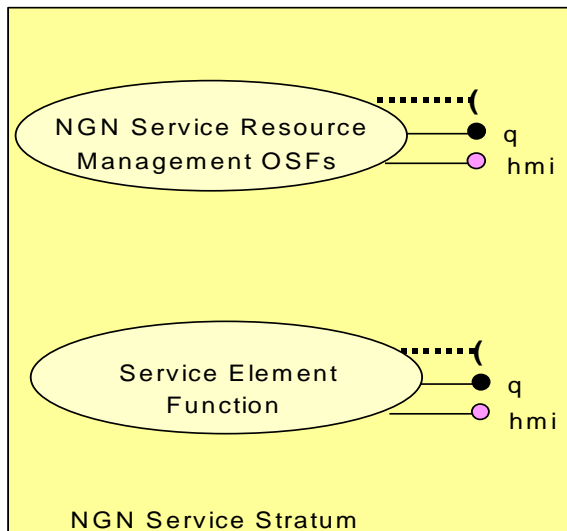 NGN Service Resource
Management OSFs
q
hmi
Service Element
Function
q
hmi
NGN Service Stratum